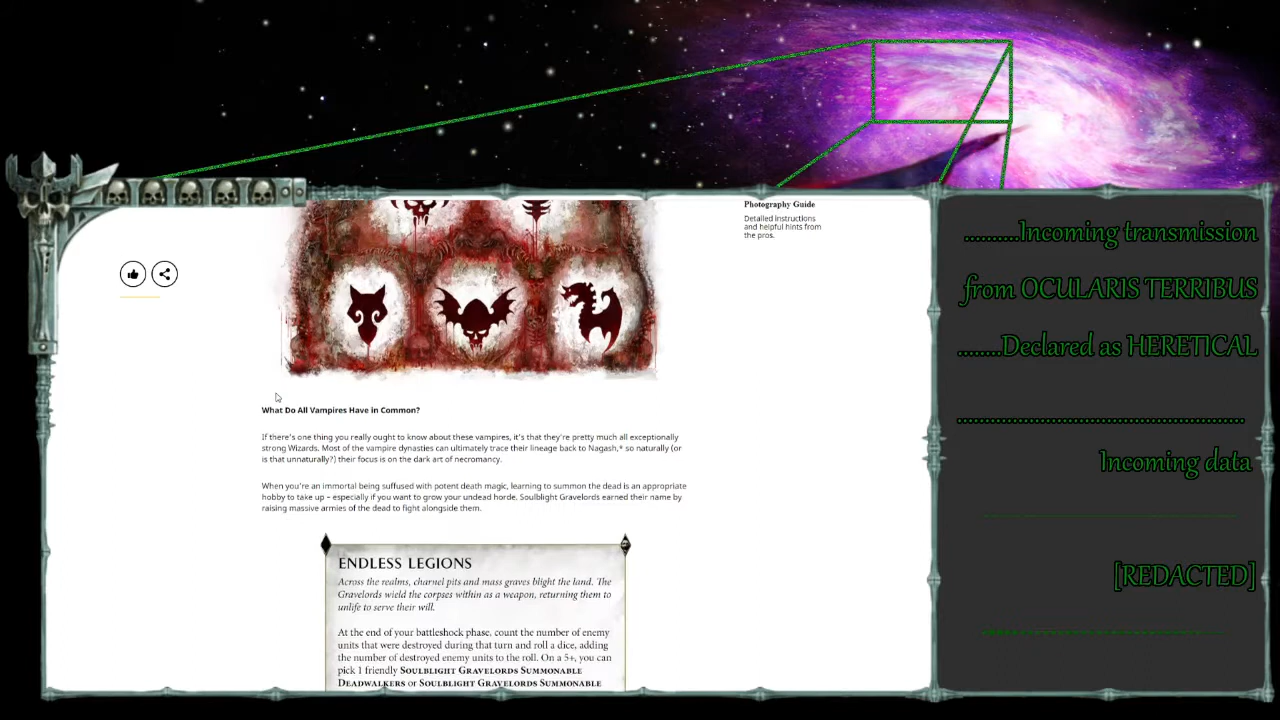 Photography Guide
Detailed instructions
and helpful hints from
the pros.
What Do All Vampires Have in Common?
If there's one thing you really ought to know about these vampires, it's that they're pretty much all exceptionally
strong Wizards. Most of the vampire dynasties can ultimately trace their lineage back to Nagash,* so naturally (or
is that unnaturally?) their focus is on the dark art of necromancy.
When you're an immortal being suffused with potent death magic, learning to summon the dead is an appropriate
hobby to take up – especially if you want to grow your undead horde. Soulblight Gravelords earned their name by
raising massive armies of the dead to fight alongside them.
ENDLESS LEGIONS
Across the realms, charnel pits and mass graves blight the land. The
Gravelords wield the corpses within as a weapon, returning them to
unlife to serve their will.
At the end of your battleshock phase, count the number of enemy
units that were destroyed during that turn and roll a dice, adding
the number of destroyed enemy units to the roll. On a 5+, you can
pick 1 friendly SOULBLIGHT GRAVELORDS SUMMONABLE
DEADWALKERS or SOULBLIGHT GRAVELORDS SUMMONABLE
..........Incoming transmission
from OCULARIS TERRIBUS
........Declared as HERETICAL
......................................................
Incoming data
[REDACTED]